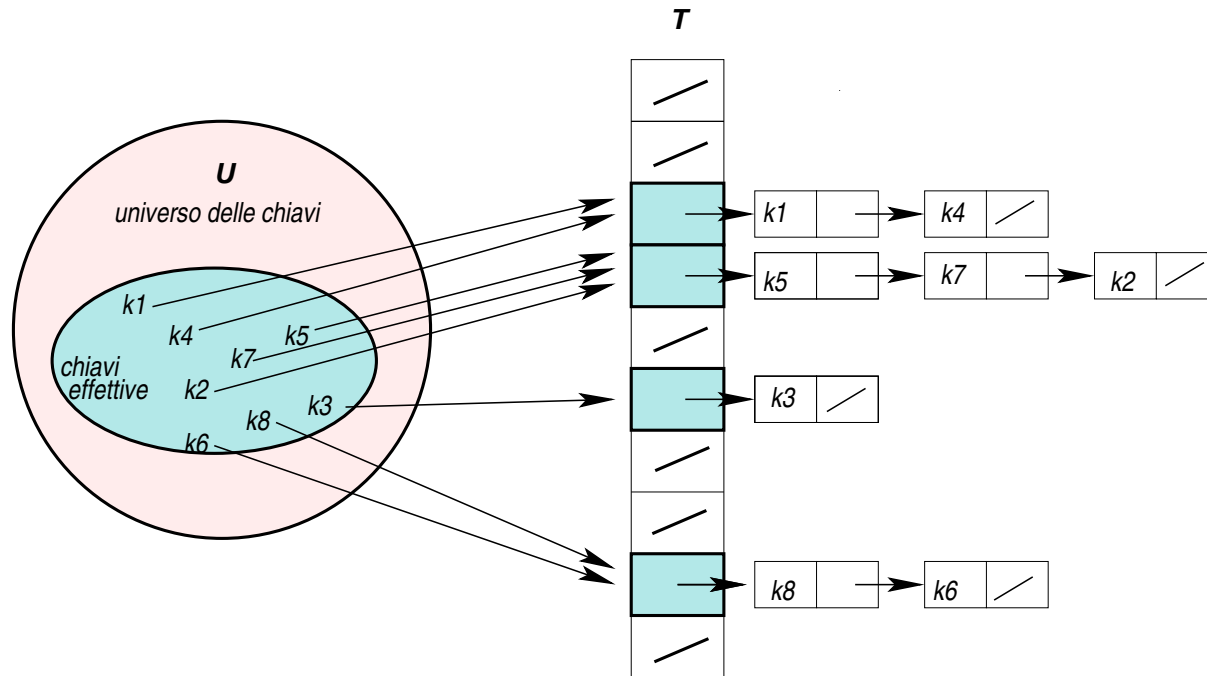 T
U
universo delle chiavi
k1
k4
k5
k7
chiavi
effettive
k2
k3
k8
k6
k1
k4
k5
k7
k2
k3
k8
k6